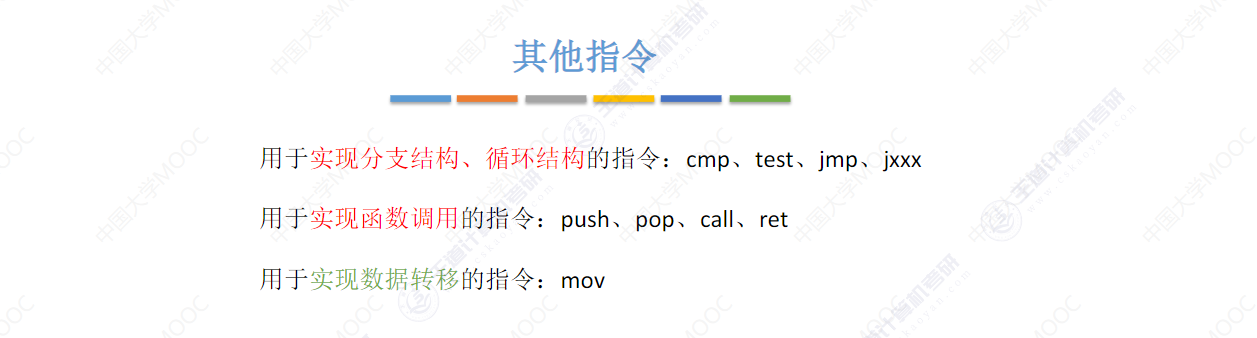 其他指令
用于实现分支结构、循环结构的指令：cmp、test、jmp、jxxx
用于实现函数调用的指令：push、pop、call、ret
用于实现数据转移的指令：mov
中国大学MOOC
王道计算机考研